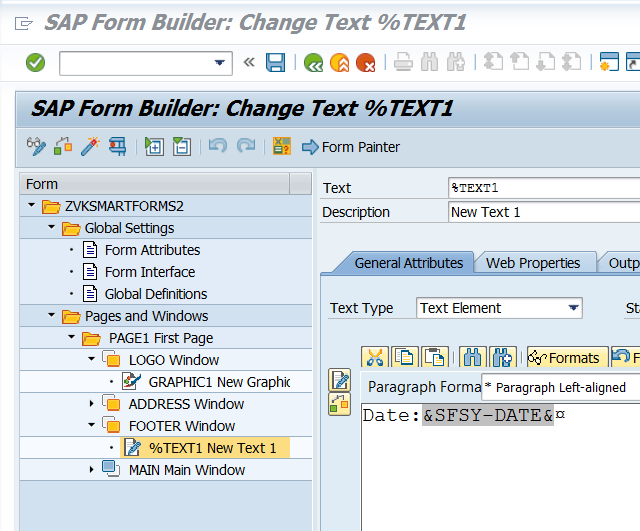 SAP Form Builder: Change Text %TEXT1
SAP Form Builder: Change Text %TEXT1
Form Painter
Form
ZVKSMARTFORMS2
Global Settings
Form Attributes
Form Interface
Global Definitions
Pages and Windows
PAGE1 First Page
LOGO Window
GRAPHIC1 New Graphic
ADDRESS Window
FOOTER Window
%TEXT1 New Text 1
MAIN Main Window
Text %TEXT1
Description New Text 1
General Attributes Web Properties Outp
Text Type Text Element Sta
Formats F
Paragraph Forma * Paragraph Left-aligned
Date:&SFSY-DATE&¤